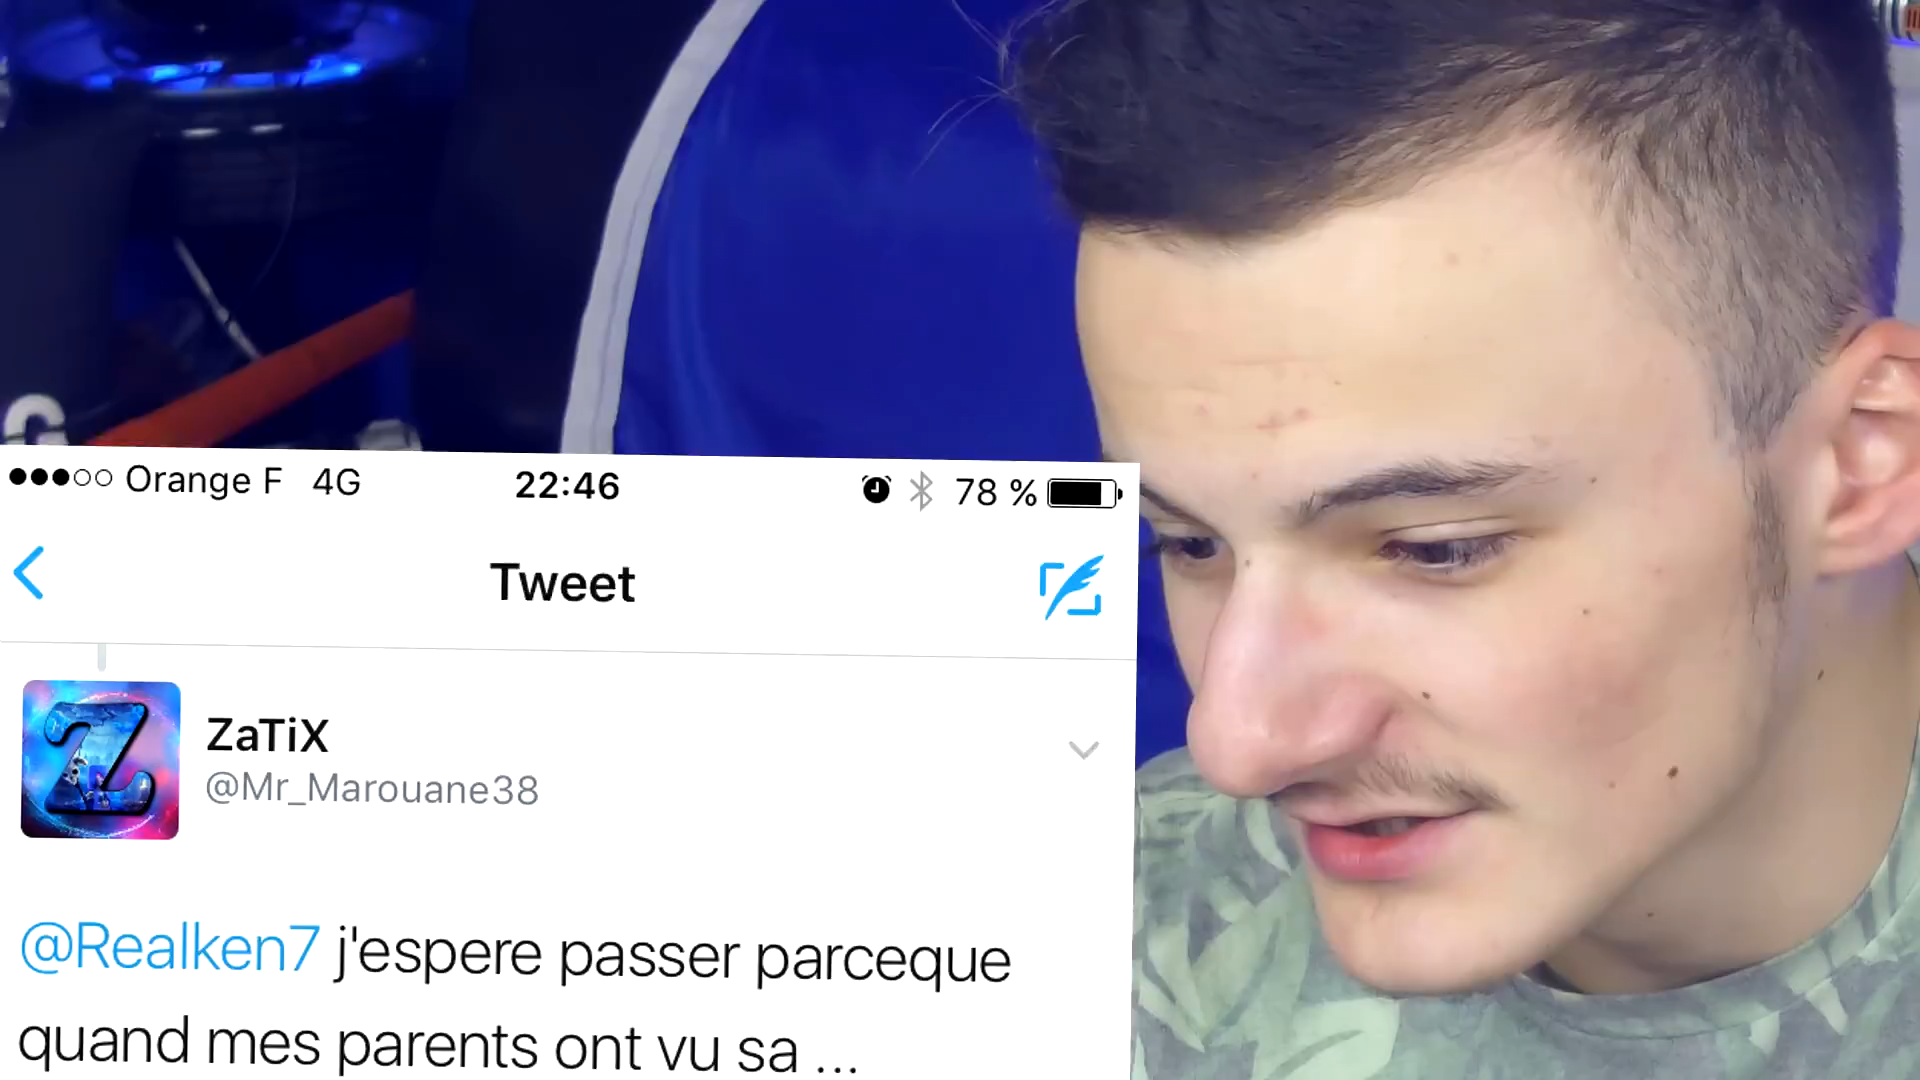 Orange F 4G 22:46 78 %
Tweet
ZaTiX
@Mr_Marouane38
@Realken7 j'espere passer parceque
quand mes parents ont vu sa ...